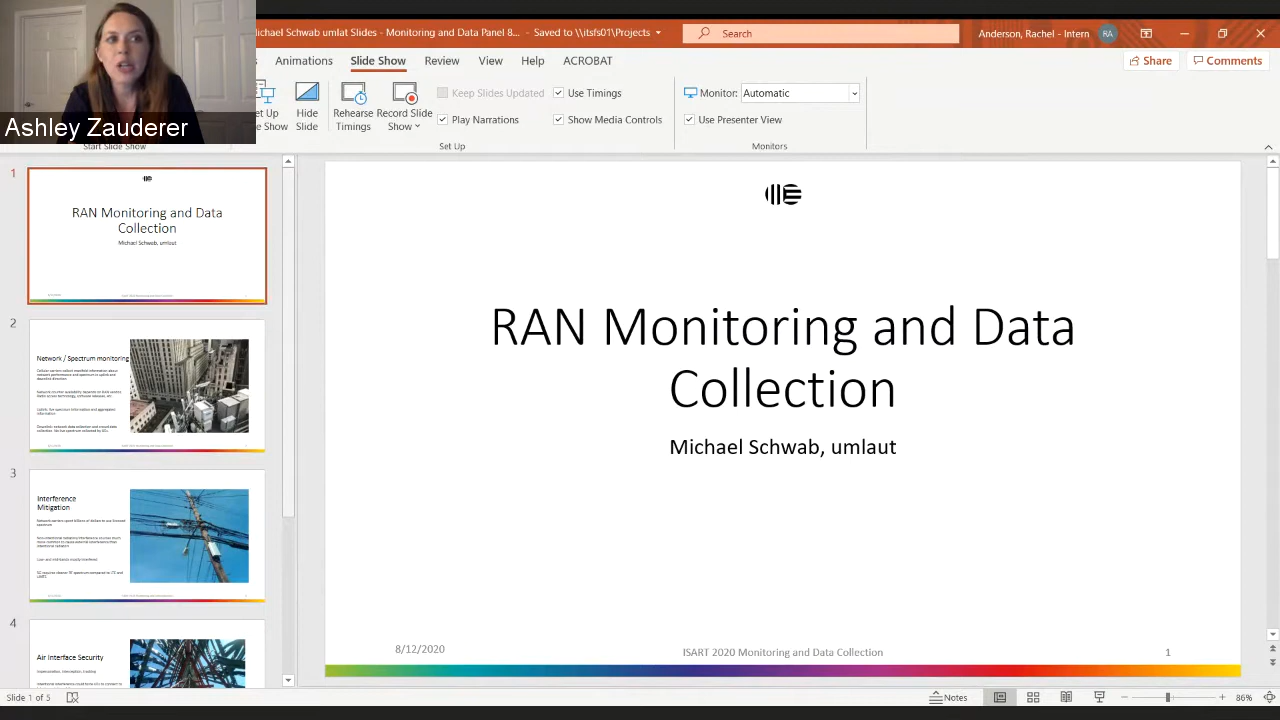 Michael Schwab umlat Slides - Monitoring and Data Panel 8... - Saved to \\itsfs01\Projects
Search
Anderson, Rachel - Intern
RA
Animations
Slide Show
Review
View
Help
ACROBAT
Share
Comments
Hide
Slide
Rehearse
Timings
Record Slide
Show
Keep Slides Updated
Use Timings
Play Narrations
Show Media Controls
Monitor:
Automatic
Use Presenter View
Ashley Zauderer
Start Slide Show
Set Up
Monitors
1
RAN Monitoring and Data
Collection
Michael Schwab, umlaut
2
Network / Spectrum monitoring
3
Interference
Mitigation
4
Air Interface Security
RAN Monitoring and Data
Collection
Michael Schwab, umlaut
8/12/2020
ISART 2020 Monitoring and Data Collection
1
Slide 1 of 5
Notes
86%